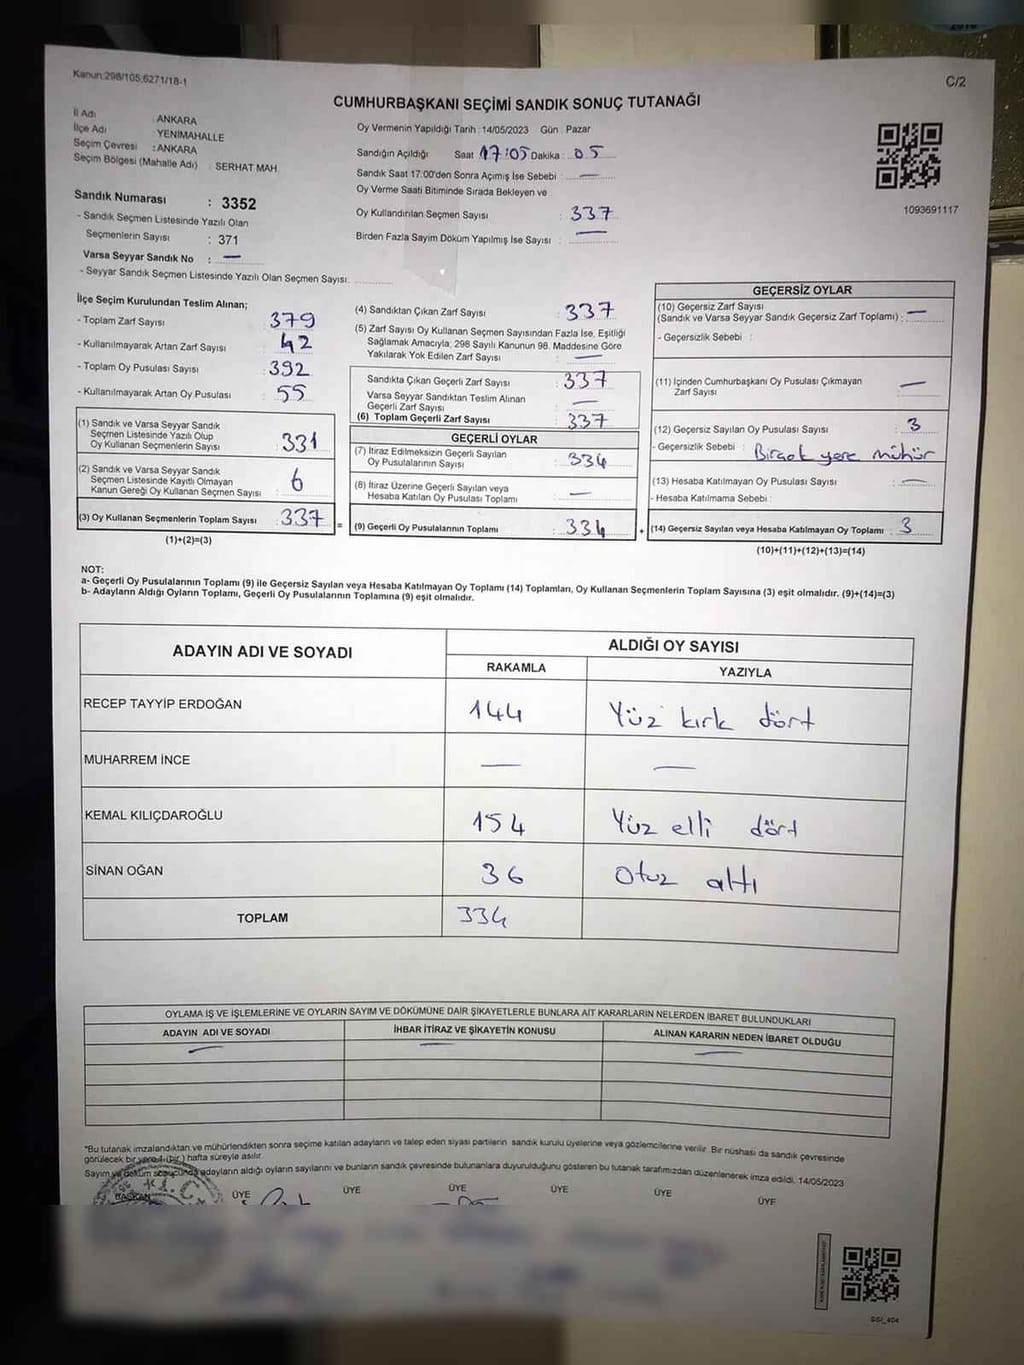 Kanun:298/105;6271/18-1
C/2
CUMHURBAŞKANI SEÇİMİ SANDIK SONUÇ TUTANAĞI
İl Adı : ANKARA
İlçe Adı : YENİMAHALLE
Seçim Çevresi : ANKARA
Seçim Bölgesi (Mahalle Adı) : SERHAT MAH.
Oy Vermenin Yapıldığı Tarih : 14/05/2023 Gün : Pazar
Sandığın Açıldığı Saat 17:05 Dakika : 05
Sandık Saat 17.00'den Sonra Açımış İse Sebebi : —
Oy Verme Saati Bitiminde Sırada Bekleyen ve
Oy Kullandırılan Seçmen Sayısı : 337
Birden Fazla Sayım Döküm Yapılmış İse Sayısı : —
1093691117
Sandık Numarası : 3352
- Sandık Seçmen Listesinde Yazılı Olan
Seçmenlerin Sayısı : 371
Varsa Seyyar Sandık No : —
- Seyyar Sandık Seçmen Listesinde Yazılı Olan Seçmen Sayısı:
İlçe Seçim Kurulundan Teslim Alınan;
- Toplam Zarf Sayısı : 379
- Kullanılmayarak Artan Zarf Sayısı : 42
- Toplam Oy Pusulası Sayısı : 392
- Kullanılmayarak Artan Oy Pusulası : 55
(1) Sandık ve Varsa Seyyar Sandık
Seçmen Listesinde Yazılı Olup
Oy Kullanan Seçmenlerin Sayısı : 331
(2) Sandık ve Varsa Seyyar Sandık
Seçmen Listesinde Kayıtlı Olmayan
Kanun Gereği Oy Kullanan Seçmen Sayısı : 6
(3) Oy Kullanan Seçmenlerin Toplam Sayısı : 337
(1)+(2)=(3)
=
(4) Sandıktan Çıkan Zarf Sayısı : 337
(5) Zarf Sayısı Oy Kullanan Seçmen Sayısından Fazla İse, Eşitliği
Sağlamak Amacıyla; 298 Sayılı Kanunun 98. Maddesine Göre
Yakılarak Yok Edilen Zarf Sayısı : —
Sandıkta Çıkan Geçerli Zarf Sayısı : 337
Varsa Seyyar Sandıktan Teslim Alınan
Geçerli Zarf Sayısı : —
(6) Toplam Geçerli Zarf Sayısı : 337
GEÇERLİ OYLAR
(7) İtiraz Edilmeksizin Geçerli Sayılan
Oy Pusulalarının Sayısı : 334
(8) İtiraz Üzerine Geçerli Sayılan veya
Hesaba Katılan Oy Pusulası Toplamı : —
(9) Geçerli Oy Pusulalarının Toplamı : 334
+
GEÇERSİZ OYLAR
(10) Geçersiz Zarf Sayısı
(Sandık ve Varsa Seyyar Sandık Geçersiz Zarf Toplamı) : —
- Geçersizlik Sebebi :
(11) İçinden Cumhurbaşkanı Oy Pusulası Çıkmayan
Zarf Sayısı : —
(12) Geçersiz Sayılan Oy Pusulası Sayısı : 3
- Geçersizlik Sebebi : Birçok yere mühür
(13) Hesaba Katılmayan Oy Pusulası Sayısı : —
- Hesaba Katılmama Sebebi :
(14) Geçersiz Sayılan veya Hesaba Katılmayan Oy Toplamı : 3
(10)+(11)+(12)+(13)=(14)
NOT:
a- Geçerli Oy Pusulalarının Toplamı (9) ile Geçersiz Sayılan veya Hesaba Katılmayan Oy Toplamı (14) Toplamları, Oy Kullanan Seçmenlerin Toplam Sayısına (3) eşit olmalıdır. (9)+(14)=(3)
b- Adayların Aldığı Oyların Toplamı, Geçerli Oy Pusulalarının Toplamına (9) eşit olmalıdır.
ADAYIN ADI VE SOYADI ALDIĞI OY SAYISI
RAKAMLA YAZIYLA
RECEP TAYYİP ERDOĞAN 144 Yüz kırk dört
MUHARREM İNCE — —
KEMAL KILIÇDAROĞLU 154 Yüz elli dört
SİNAN OĞAN 36 Otuz altı
TOPLAM 334
OYLAMA İŞ VE İŞLEMLERİNE VE OYLARIN SAYIM VE DÖKÜMÜNE DAİR ŞİKAYETLERLE BUNLARA AİT KARARLARIN NELERDEN İBARET BULUNDUKLARI
ADAYIN ADI VE SOYADI İHBAR İTİRAZ VE ŞİKAYETİN KONUSU ALINAN KARARIN NEDEN İBARET OLDUĞU
— — —
"Bu tutanak imzalandıktan ve mühürlendikten sonra seçime katılan adayların ve talep eden siyasi partilerin sandık kurulu üyelerine veya gözlemcilerine verilir. Bir nüshası da sandık çevresinde
görülecek bir yere 1 (bir) hafta süreyle asılır.
Sayım ve döküm sonucunda adayların aldığı oyların sayılarını ve bunların sandık çevresinde bulunanlara duyurulduğunu gösteren bu tutanak tarafımızdan düzenlenerek imza edildi. 14/05/2023
BAŞKAN ÜYE ÜYE ÜYE ÜYE ÜYE ÜYE